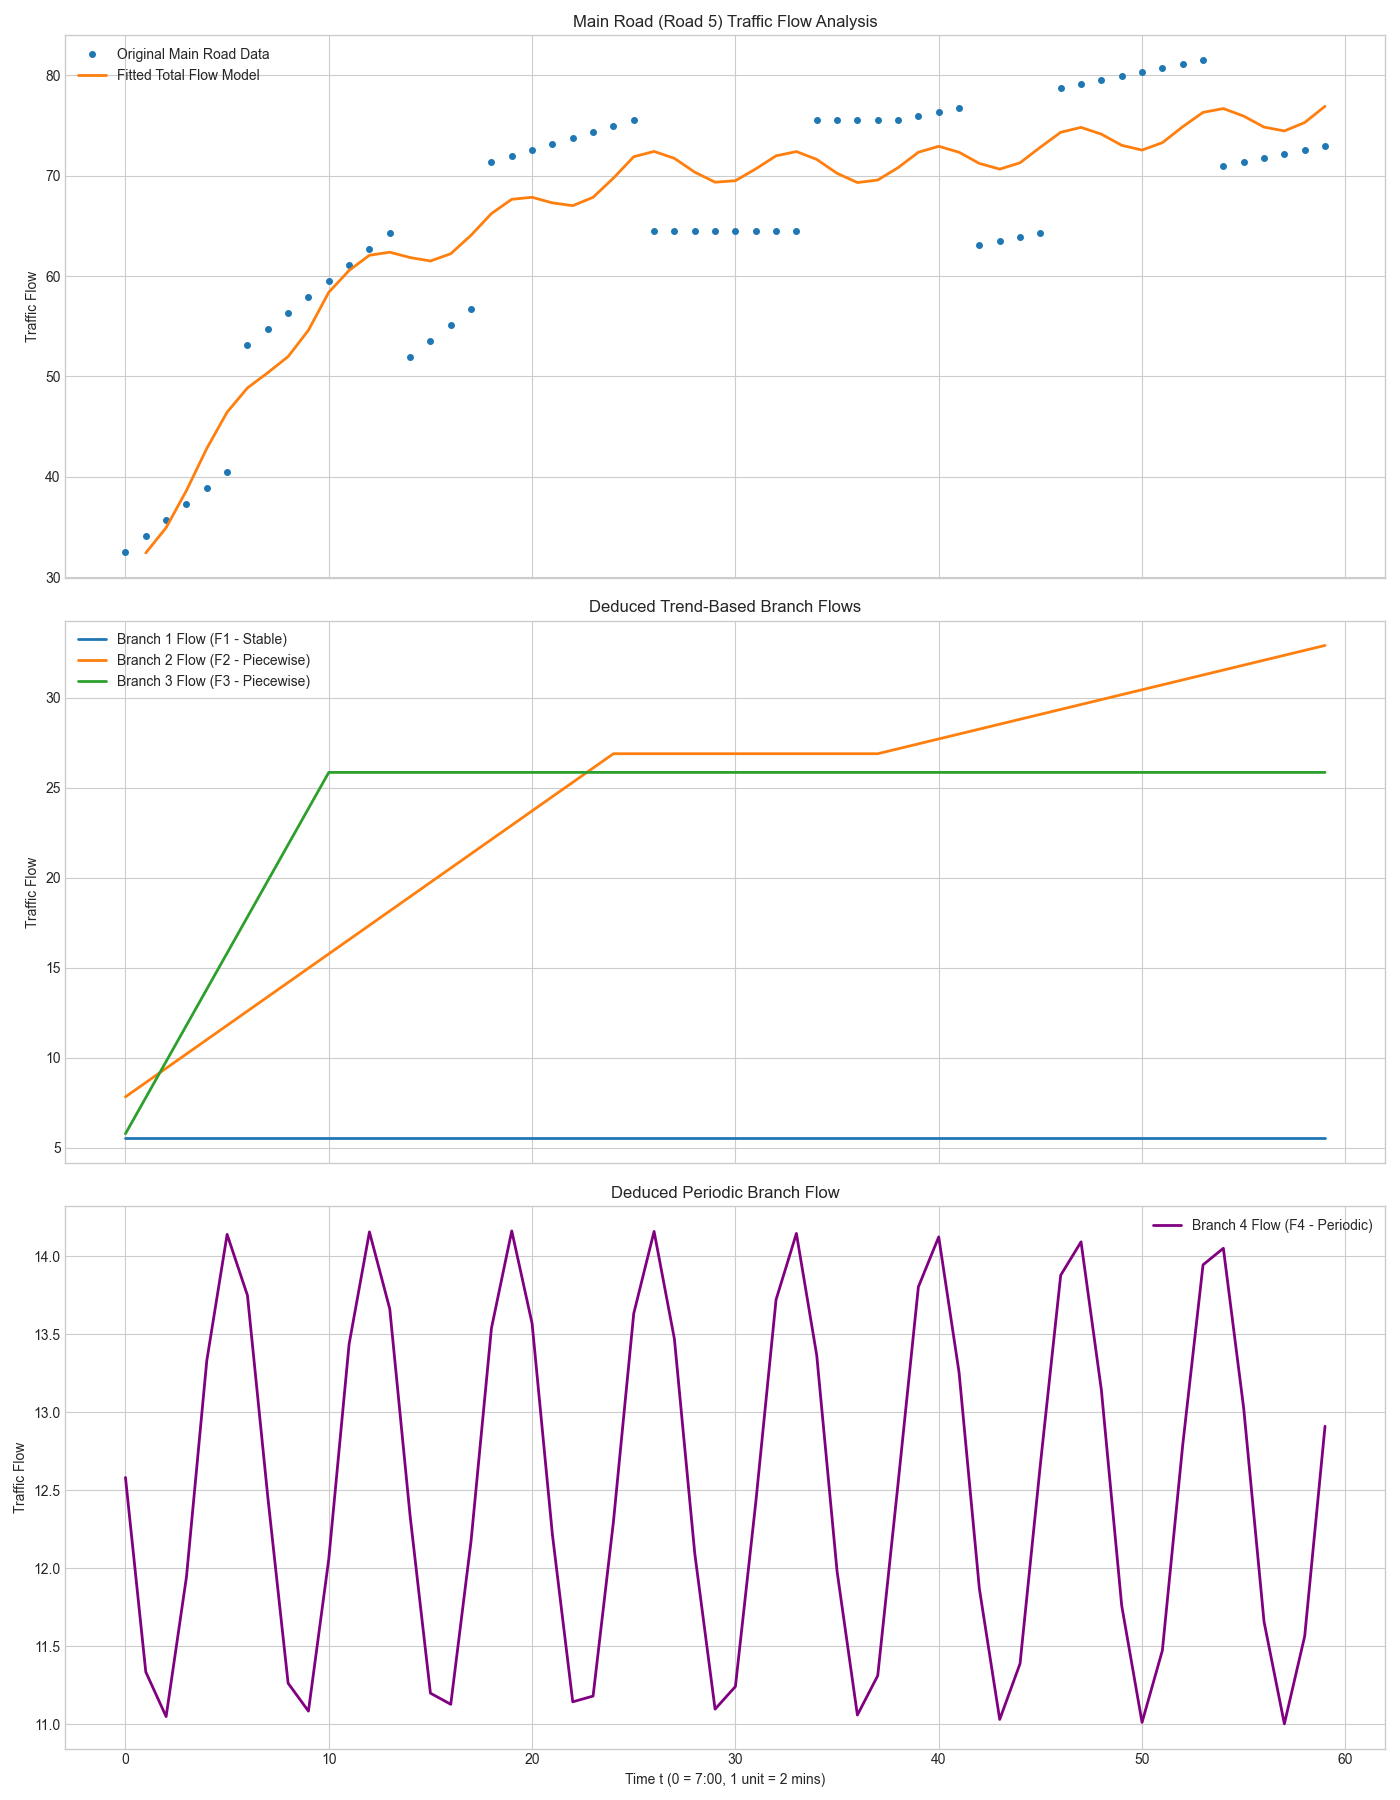 Main Road (Road 5) Traffic Flow Analysis
Original Main Road Data
Fitted Total Flow Model
Traffic Flow
80
70
60
50
40
30
Deduced Trend-Based Branch Flows
Branch 1 Flow (F1 - Stable)
Branch 2 Flow (F2 - Piecewise)
Branch 3 Flow (F3 - Piecewise)
Traffic Flow
30
25
20
15
10
5
Deduced Periodic Branch Flow
Branch 4 Flow (F4 - Periodic)
Traffic Flow
14.0
13.5
13.0
12.5
12.0
11.5
11.0
0 10 20 30 40 50 60
Time t (0 = 7:00, 1 unit = 2 mins)